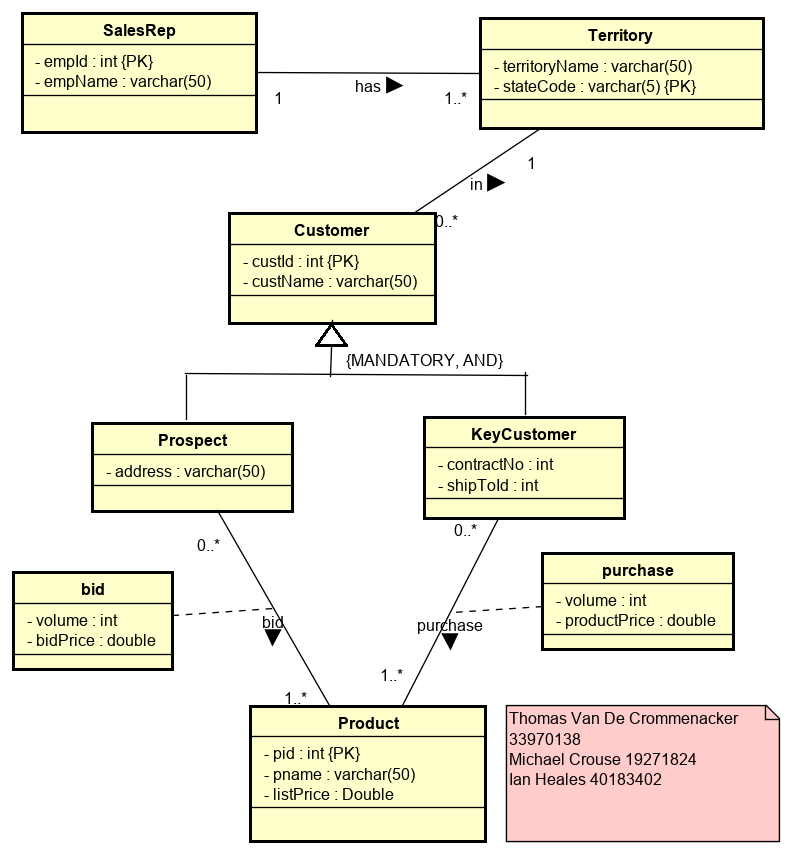 SalesRep
- empId : int {PK}
- empName : varchar(50)
Territory
- territoryName : varchar(50)
- stateCode : varchar(5) {PK}
has
1
1..*
1
in
0..*
Customer
- custId : int {PK}
- custName : varchar(50)
{MANDATORY, AND}
Prospect
- address : varchar(50)
KeyCustomer
- contractNo : int
- shipToId : int
0..*
0..*
bid
- volume : int
- bidPrice : double
purchase
- volume : int
- productPrice : double
bid
purchase
1..*
1..*
Product
- pid : int {PK}
- pname : varchar(50)
- listPrice : Double
Thomas Van De Crommenacker
33970138
Michael Crouse 19271824
Ian Heales 40183402